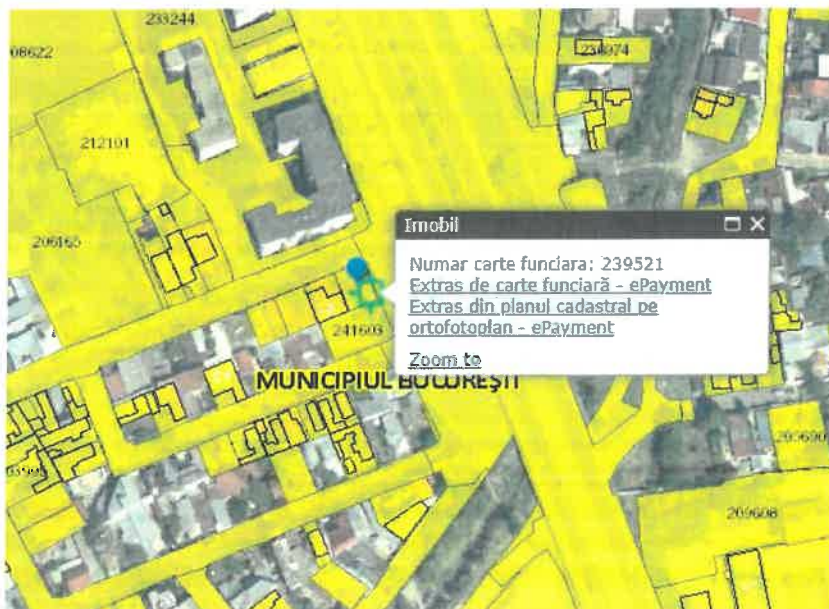 233244
08622
234974
212101
206165
Imobil
Numar carte funciara: 239521
Extras de carte funciară - ePayment
Extras din planul cadastral pe
ortofotoplan - ePayment
Zoom to
241603
MUNICIPIUL BUCUREȘTI
209608